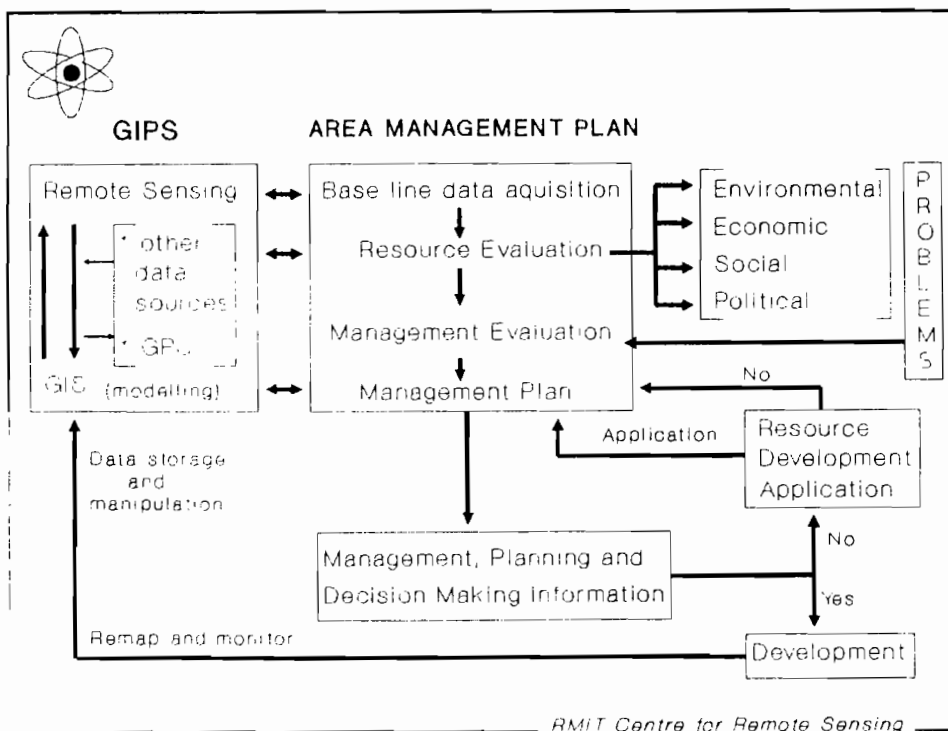 GIPS
AREA MANAGEMENT PLAN
Remote Sensing
* other
data
sources
* GPS
GIS (modelling)
Base line data aquisition
Resource Evaluation
Management Evaluation
Management Plan
Environmental
Economic
Social
Political
PROBLEMS
No
Application
Resource
Development
Application
Data storage
and
manipulation
Management, Planning and
Decision Making Information
No
Yes
Remap and monitor
Development
RMIT Centre for Remote Sensing